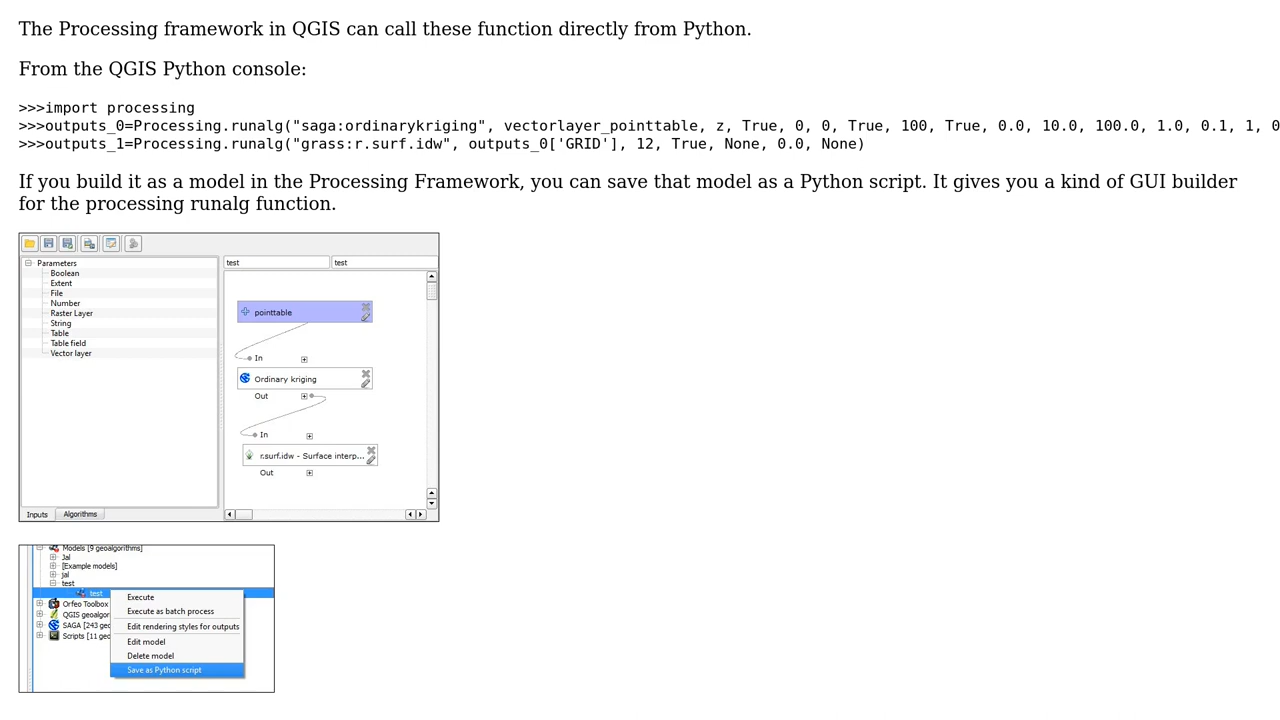 The Processing framework in QGIS can call these function directly from Python.
From the QGIS Python console:
>>>import processing
>>>outputs_0=Processing.runalg("saga:ordinarykriging", vectorlayer_pointtable, z, True, 0, 0, True, 100, True, 0.0, 10.0, 100.0, 1.0, 0.1, 1, 0
>>>outputs_1=Processing.runalg("grass:r.surf.idw", outputs_0['GRID'], 12, True, None, 0.0, None)
If you build it as a model in the Processing Framework, you can save that model as a Python script. It gives you a kind of GUI builder
for the processing runalg function.
Parameters
Boolean
Extent
File
Number
Raster Layer
String
Table
Table field
Vector layer
Inputs Algorithms
test test
pointtable
In
Ordinary kriging
Out
In
r.surf.idw - Surface interp...
Out
Models [9 geoalgorithms]
Jal
[Example models]
jal
test
test
Orfeo Toolbox
QGIS geoalgor
SAGA [243 geo
Scripts [11 geo
Execute
Execute as batch process
Edit rendering styles for outputs
Edit model
Delete model
Save as Python script